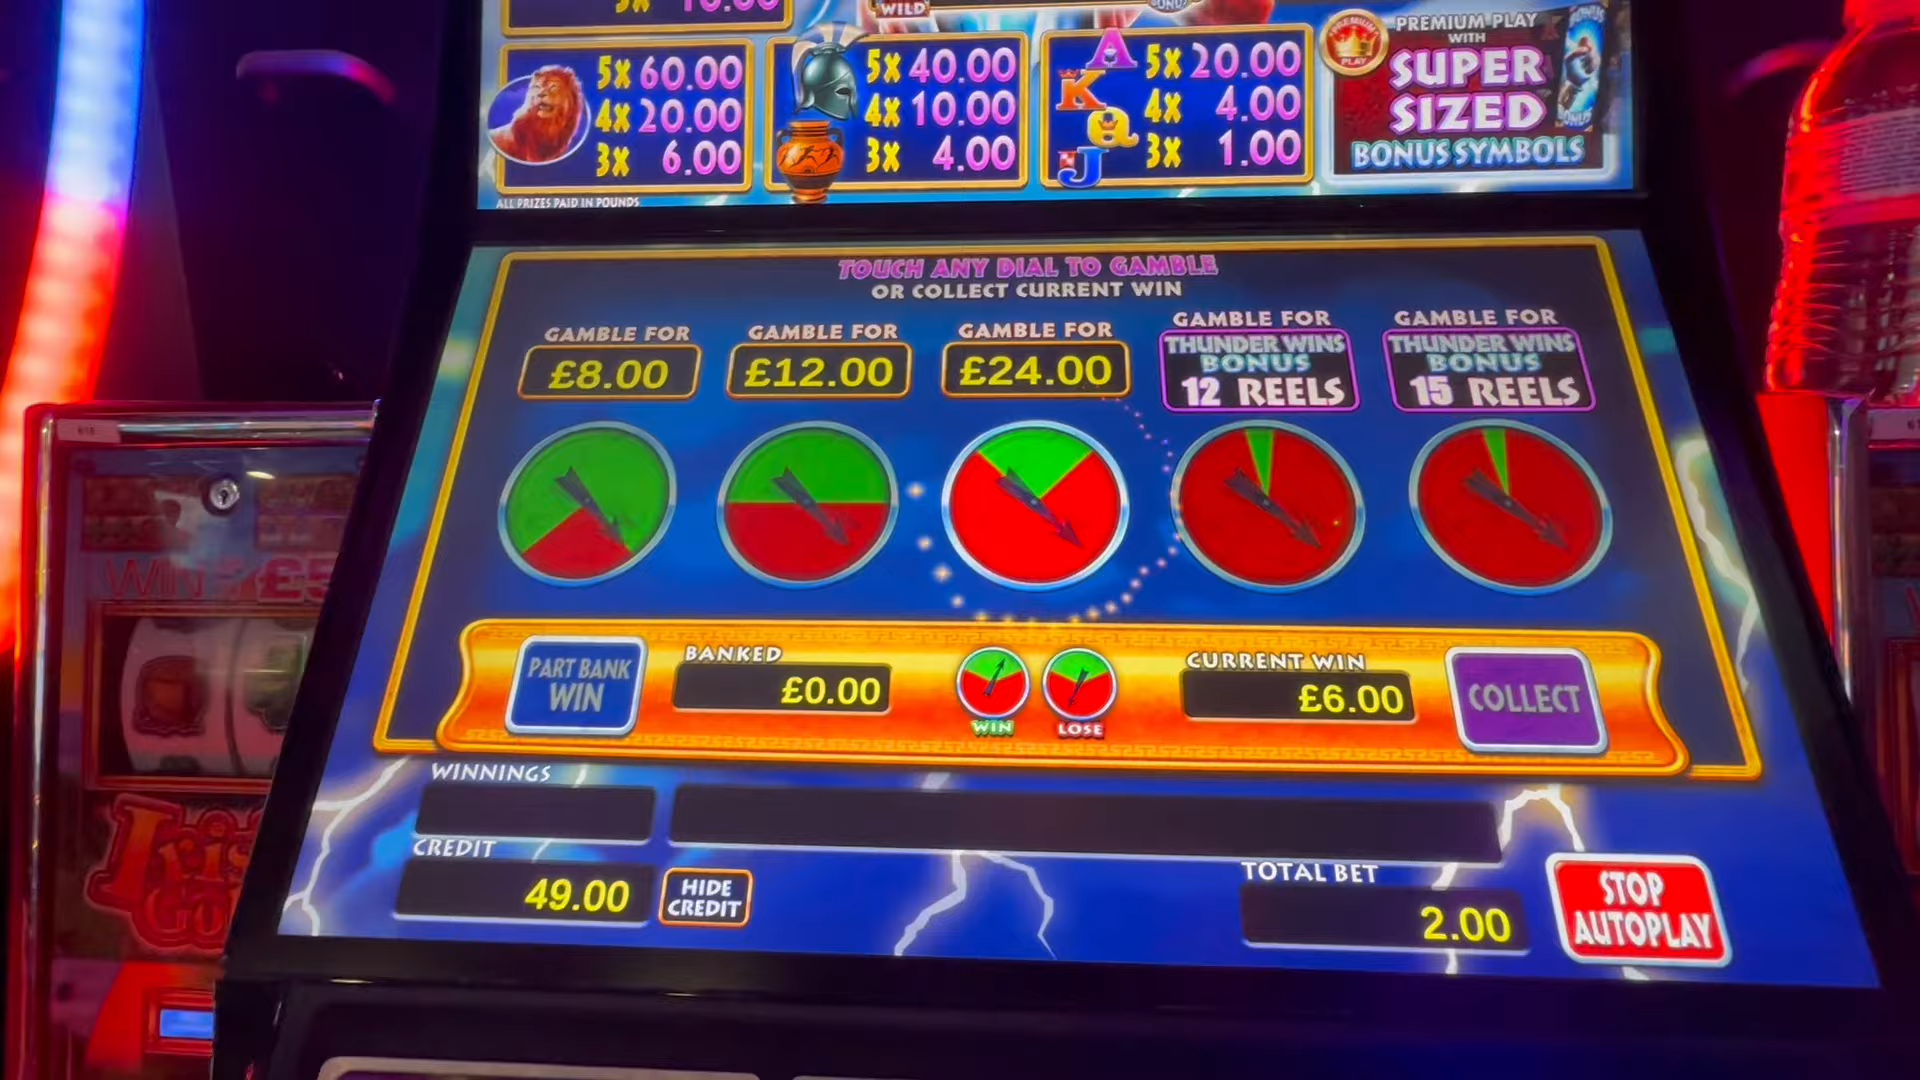 WILD
5X 60.00
4X 20.00
3X 6.00
5X 40.00
4X 10.00
3X 4.00
A
K
Q
J
5X 20.00
4X 4.00
3X 1.00
PREMIUM PLAY
WITH
SUPER
SIZED
BONUS SYMBOLS
BONUS
ALL PRIZES PAID IN POUNDS
TOUCH ANY DIAL TO GAMBLE
OR COLLECT CURRENT WIN
GAMBLE FOR
£8.00
GAMBLE FOR
£12.00
GAMBLE FOR
£24.00
GAMBLE FOR
THUNDER WINS
BONUS
12 REELS
GAMBLE FOR
THUNDER WINS
BONUS
15 REELS
PART BANK
WIN
BANKED
£0.00
WIN
LOSE
CURRENT WIN
£6.00
COLLECT
WINNINGS
CREDIT
49.00
HIDE
CREDIT
TOTAL BET
2.00
STOP
AUTOPLAY
WIN